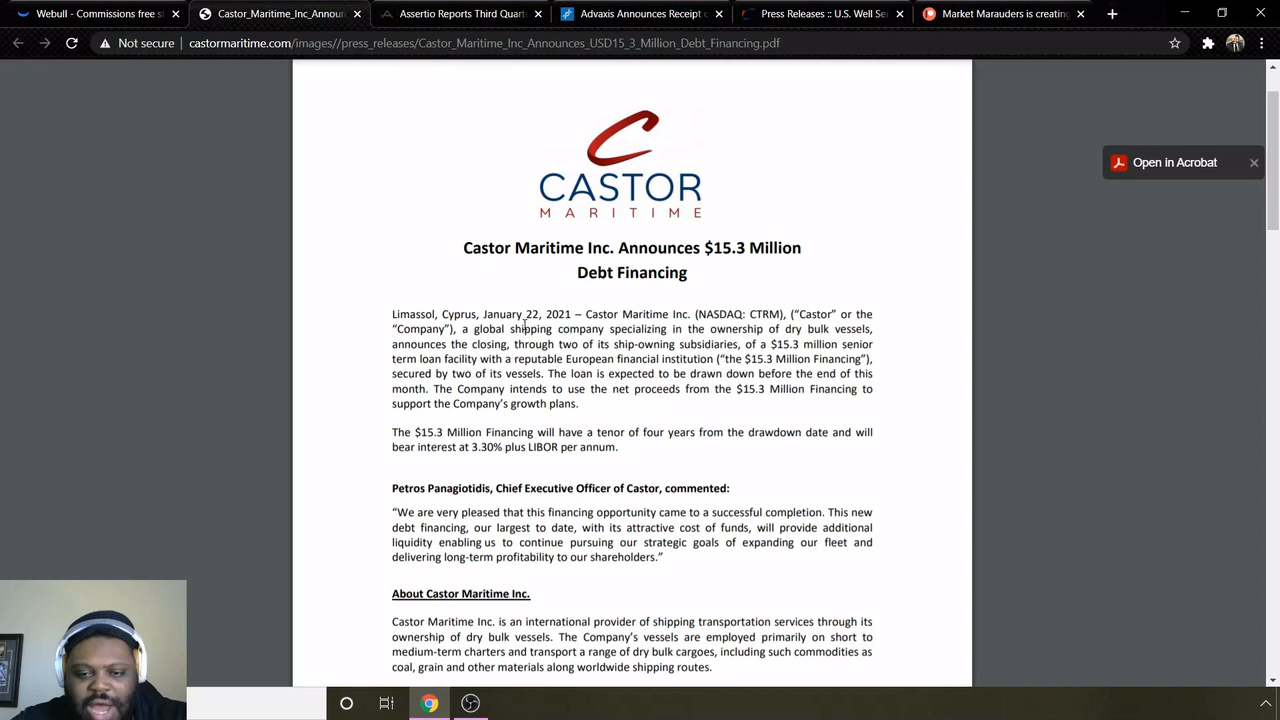 Webull - Commissions free st
Castor_Maritime_Inc_Announ
Assertio Reports Third Quarte
Advaxis Announces Receipt o
Press Releases :: U.S. Well Ser
Market Marauders is creating
Not secure
castormaritime.com/images//press_releases/Castor_Maritime_Inc_Announces_USD15_3_Million_Debt_Financing.pdf
Open in Acrobat
CASTOR
MARITIME
Castor Maritime Inc. Announces $15.3 Million
Debt Financing
Limassol, Cyprus, January 22, 2021 – Castor Maritime Inc. (NASDAQ: CTRM), (“Castor” or the
“Company”), a global shipping company specializing in the ownership of dry bulk vessels,
announces the closing, through two of its ship-owning subsidiaries, of a $15.3 million senior
term loan facility with a reputable European financial institution (“the $15.3 Million Financing”),
secured by two of its vessels. The loan is expected to be drawn down before the end of this
month. The Company intends to use the net proceeds from the $15.3 Million Financing to
support the Company’s growth plans.
The $15.3 Million Financing will have a tenor of four years from the drawdown date and will
bear interest at 3.30% plus LIBOR per annum.
Petros Panagiotidis, Chief Executive Officer of Castor, commented:
“We are very pleased that this financing opportunity came to a successful completion. This new
debt financing, our largest to date, with its attractive cost of funds, will provide additional
liquidity enabling us to continue pursuing our strategic goals of expanding our fleet and
delivering long-term profitability to our shareholders.”
About Castor Maritime Inc.
Castor Maritime Inc. is an international provider of shipping transportation services through its
ownership of dry bulk vessels. The Company’s vessels are employed primarily on short to
medium-term charters and transport a range of dry bulk cargoes, including such commodities as
coal, grain and other materials along worldwide shipping routes.